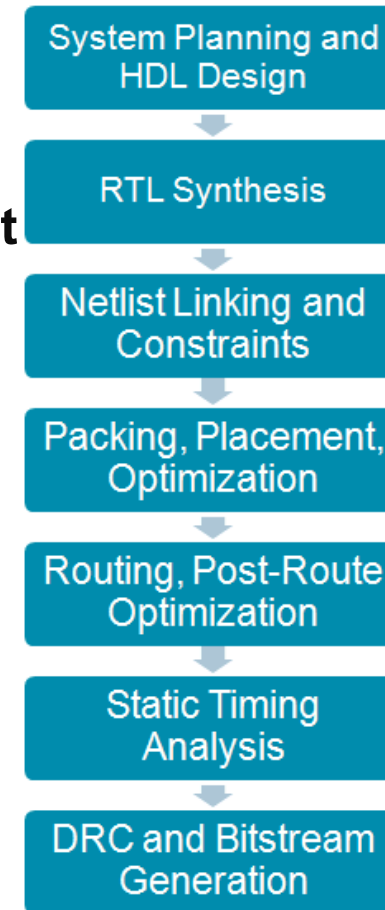 System Planning and
HDL Design
RTL Synthesis
t
Netlist Linking and
Constraints
Packing, Placement,
Optimization
Routing, Post-Route
Optimization
Static Timing
Analysis
DRC and Bitstream
Generation